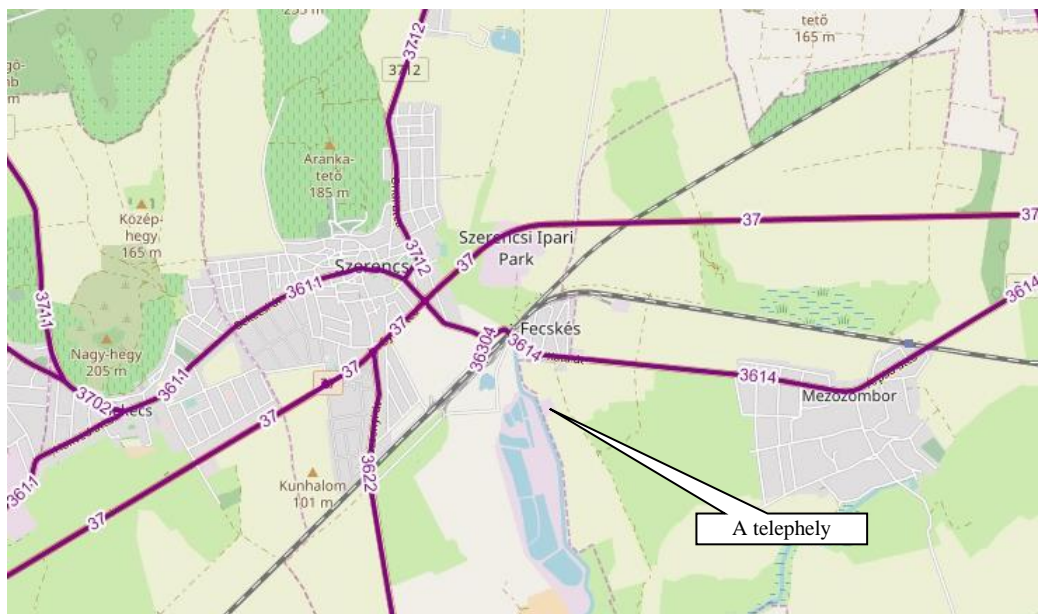 255 m
3712
3712
tető
165 m
Aranka-
tető
185 m
Közép-
hegy
165 m
37
37
Szerencsi Ipari
Park
3712
37
Szerencs
3611
3614
3711
37
Fecskés
36304
3614
Nagy-hegy
205 m
3611
37
3614
Mezőzombor
3702
37
3611
Kunhalom
101 m
3622
37
A telephely